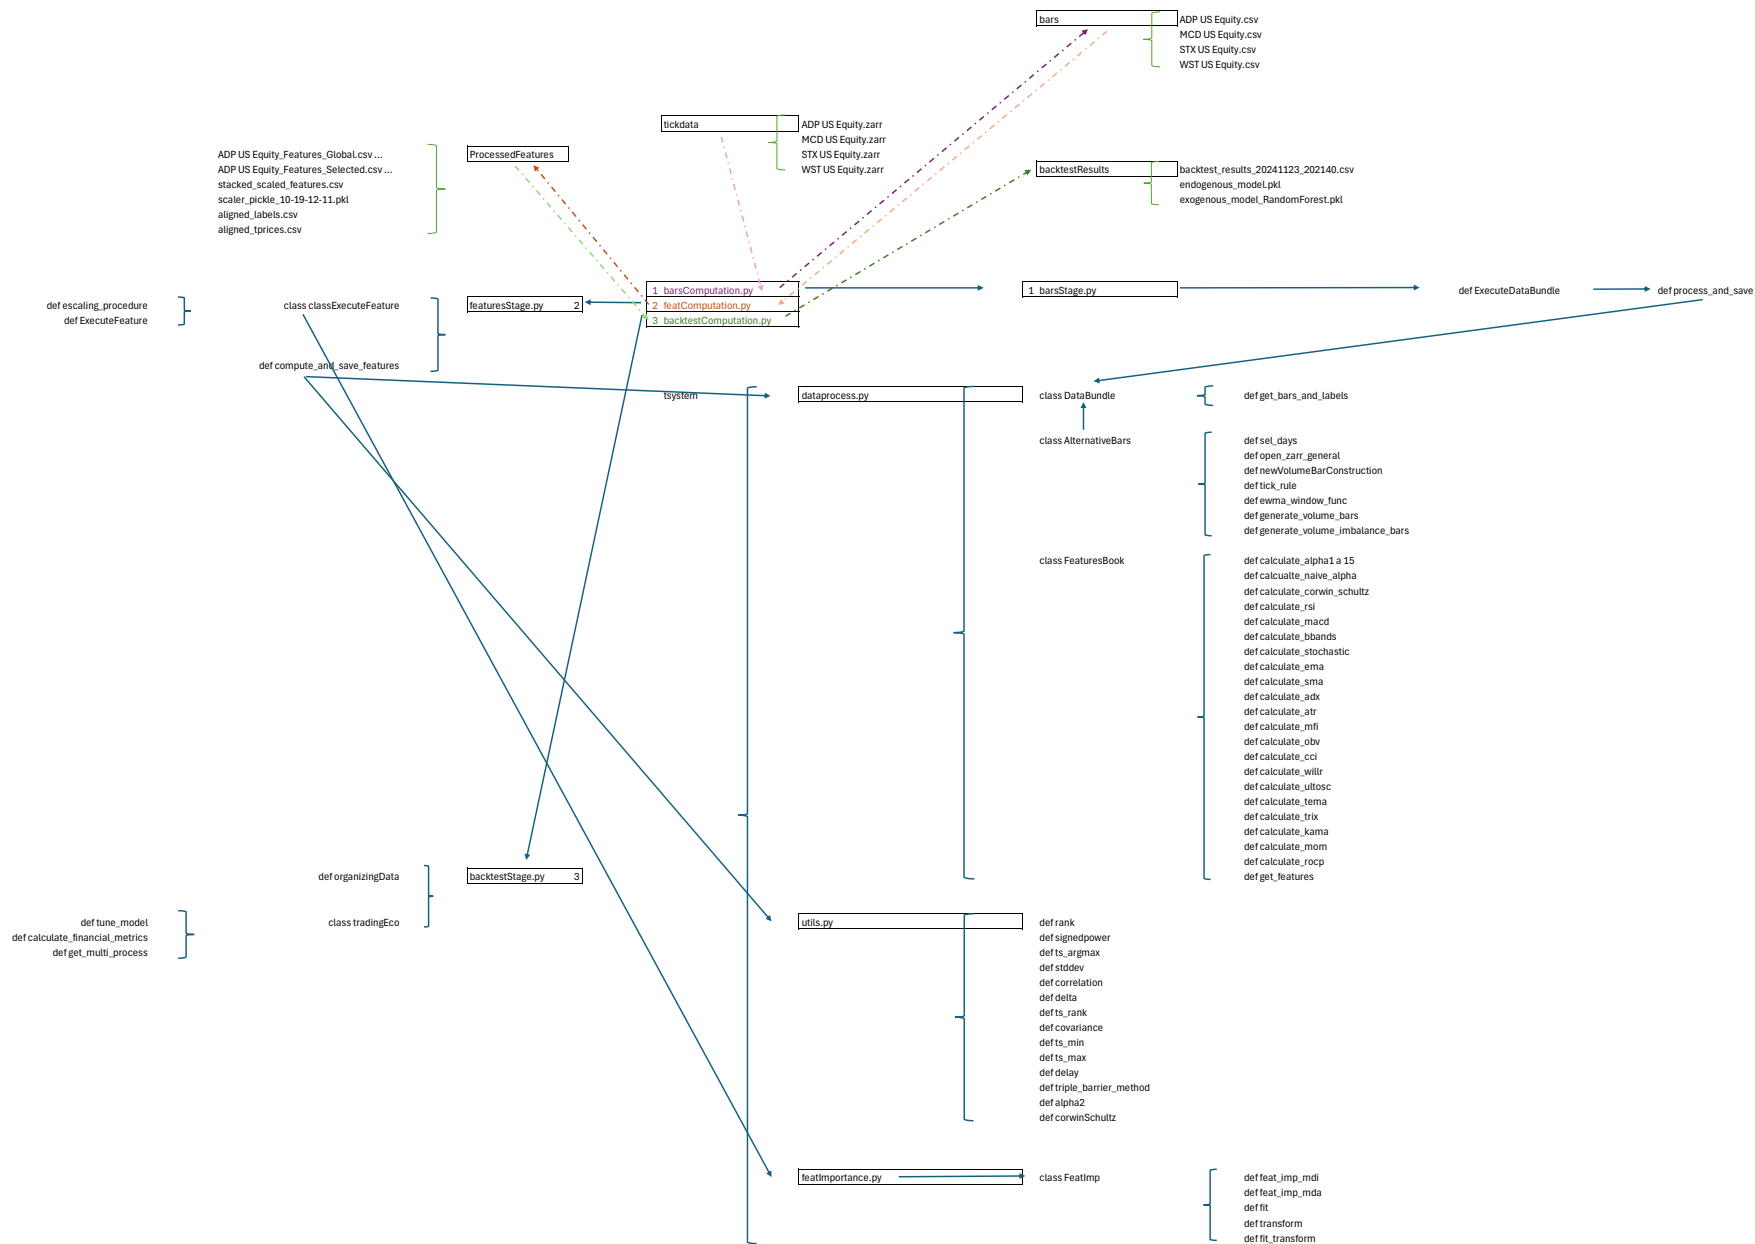 bars
ADP US Equity.csv
MCD US Equity.csv
STX US Equity.csv
WST US Equity.csv
tickdata
ADP US Equity.zarr
MCD US Equity.zarr
STX US Equity.zarr
WST US Equity.zarr
ProcessedFeatures
ADP US Equity_Features_Global.csv ...
ADP US Equity_Features_Selected.csv ...
stacked_scaled_features.csv
scaler_pickle_10-19-12-11.pkl
aligned_labels.csv
aligned_tprices.csv
backtestResults
backtest_results_20241123_202140.csv
endogenous_model.pkl
exogenous_model_RandomForest.pkl
1 barsComputation.py
2 featComputation.py
3 backtestComputation.py
1 barsStage.py
def ExecuteDataBundle
def process_and_save
featuresStage.py 2
class classExecuteFeature
def compute_and_save_features
def escaling_procedure
def ExecuteFeature
tsystem
dataprocess.py
class DataBundle
def get_bars_and_labels
class AlternativeBars
def sel_days
def open_zarr_general
def newVolumeBarConstruction
def tick_rule
def ewma_window_func
def generate_volume_bars
def generate_volume_imbalance_bars
class FeaturesBook
def calculate_alpha1 a 15
def calcualte_naive_alpha
def calculate_corwin_schultz
def calculate_rsi
def calculate_macd
def calculate_bbands
def calculate_stochastic
def calculate_ema
def calculate_sma
def calculate_adx
def calculate_atr
def calculate_mfi
def calculate_obv
def calculate_cci
def calculate_willr
def calculate_ultosc
def calculate_tema
def calculate_trix
def calculate_kama
def calculate_mom
def calculate_rocp
def get_features
backtestStage.py 3
def organizingData
class tradingEco
def tune_model
def calculate_financial_metrics
def get_multi_process
utils.py
def rank
def signedpower
def ts_argmax
def stddev
def correlation
def delta
def ts_rank
def covariance
def ts_min
def ts_max
def delay
def triple_barrier_method
def alpha2
def corwinSchultz
featImportance.py
class FeatImp
def feat_imp_mdi
def feat_imp_mda
def fit
def transform
def fit_transform